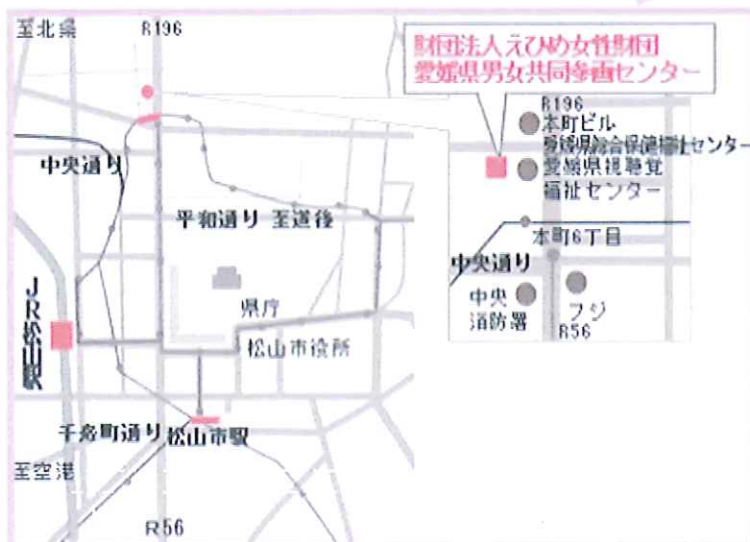 至北条
R196
財団法人えひめ女性財団
愛媛県男女共同参画センター
R196
本町ビル
愛媛県総合保健福祉センター
愛媛県視聴覚
福祉センター
中央通り
平和通り 至道後
本町6丁目
中央通り
県庁
中央
消防署
フジ
JR松山駅
松山市役所
R56
千舟町通り
松山市駅
至空港
R56